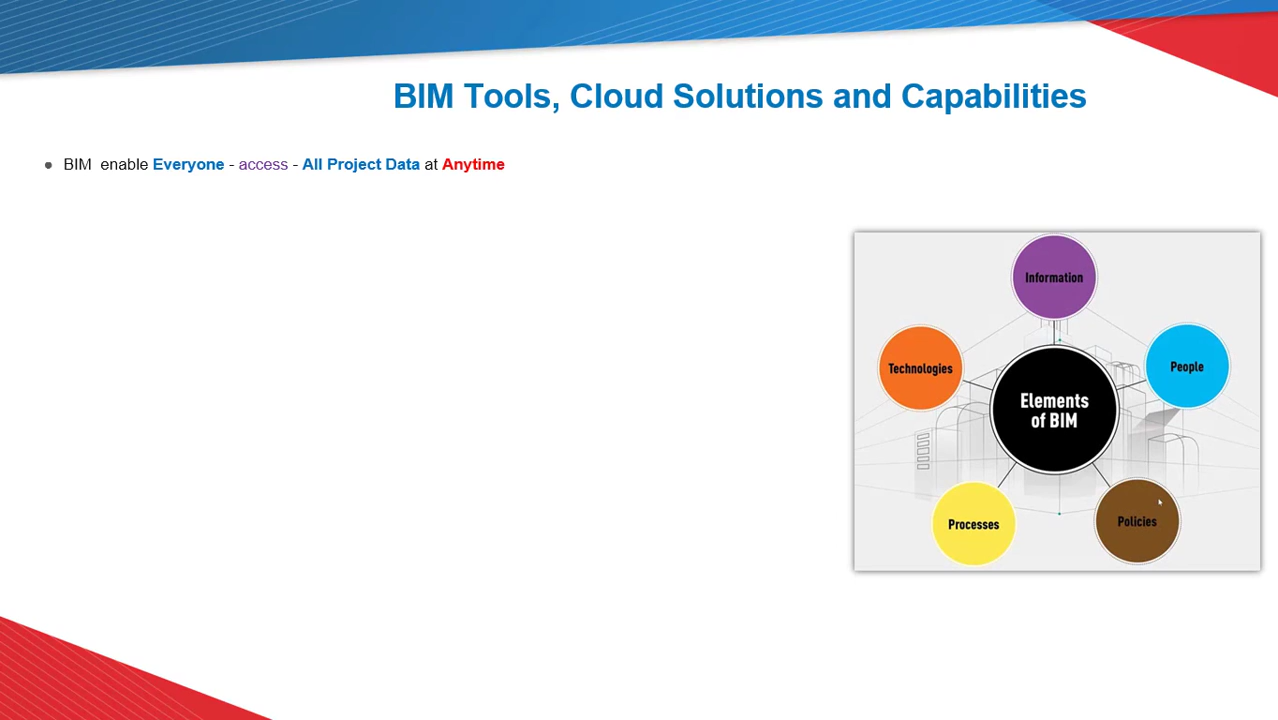 BIM Tools, Cloud Solutions and Capabilities
BIM enable Everyone - access - All Project Data at Anytime
Information
Technologies
People
Elements
of BIM
Processes
Policies